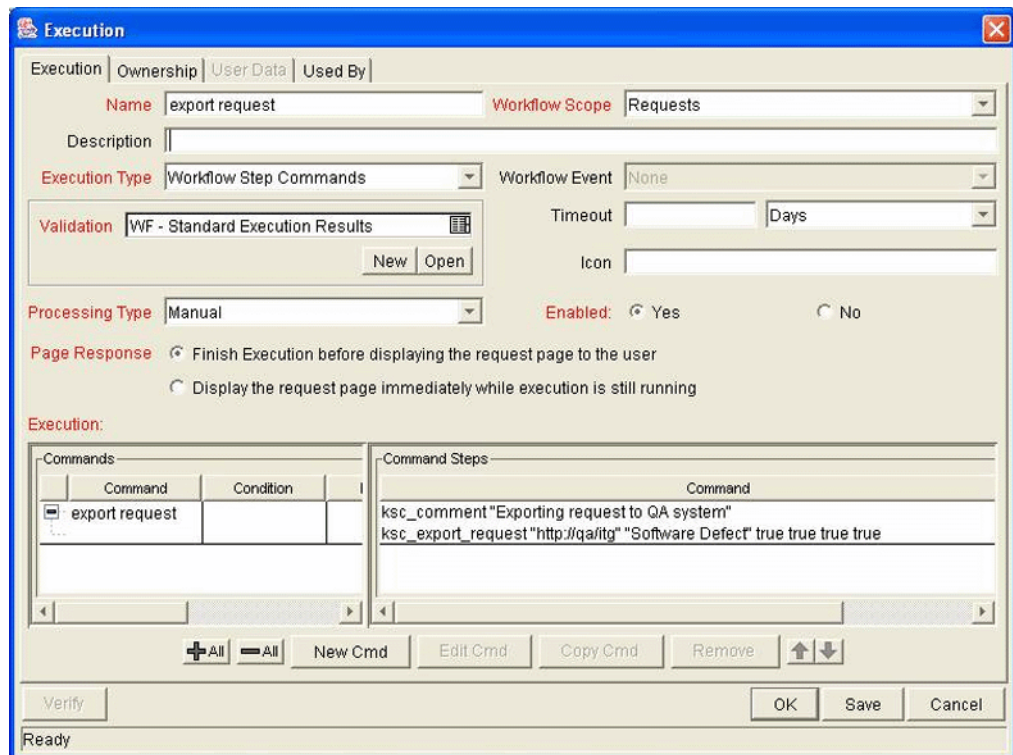 Execution
Execution Ownership User Data Used By
Name export request Workflow Scope Requests
Description
Execution Type Workflow Step Commands Workflow Event None
Validation WF - Standard Execution Results Timeout Days
New Open Icon
Processing Type Manual Enabled: Yes No
Page Response Finish Execution before displaying the request page to the user
Display the request page immediately while execution is still running
Execution:
Commands Command Steps
Command Condition Command
export request ksc_comment "Exporting request to QA system"
ksc_export_request "http://qa/itg" "Software Defect" true true true true
All All New Cmd Edit Cmd Copy Cmd Remove
Verify OK Save Cancel
Ready